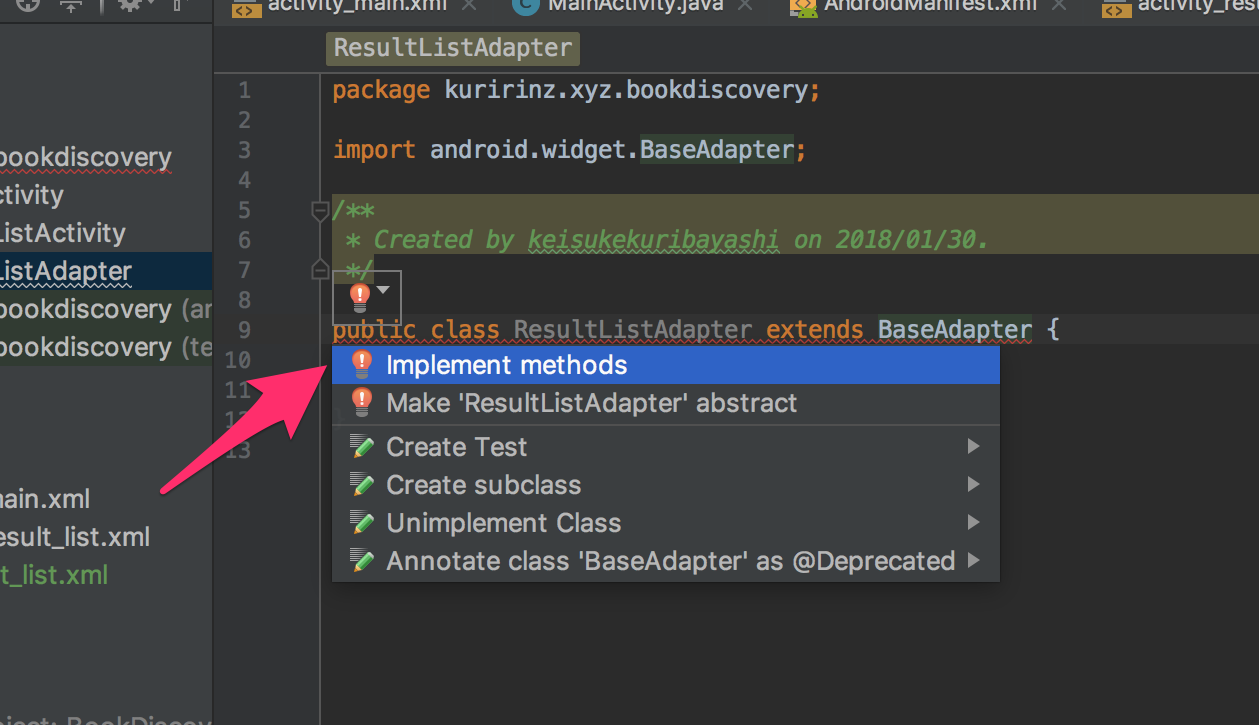 activity_main.xml MainActivity.java AndroidManifest.xml activity_res
ResultListAdapter
bookdiscovery
ctivity
ListActivity
ListAdapter
bookdiscovery (an
bookdiscovery (te
main.xml
esult_list.xml
t_list.xml
ject: BookDiscov
1 package kuririnz.xyz.bookdiscovery;
2
3 import android.widget.BaseAdapter;
4
5 /**
6 * Created by keisukekuribayashi on 2018/01/30.
7 */
8
9 public class ResultListAdapter extends BaseAdapter {
10
11
12
13
Implement methods
Make 'ResultListAdapter' abstract
Create Test
Create subclass
Unimplement Class
Annotate class 'BaseAdapter' as @Deprecated